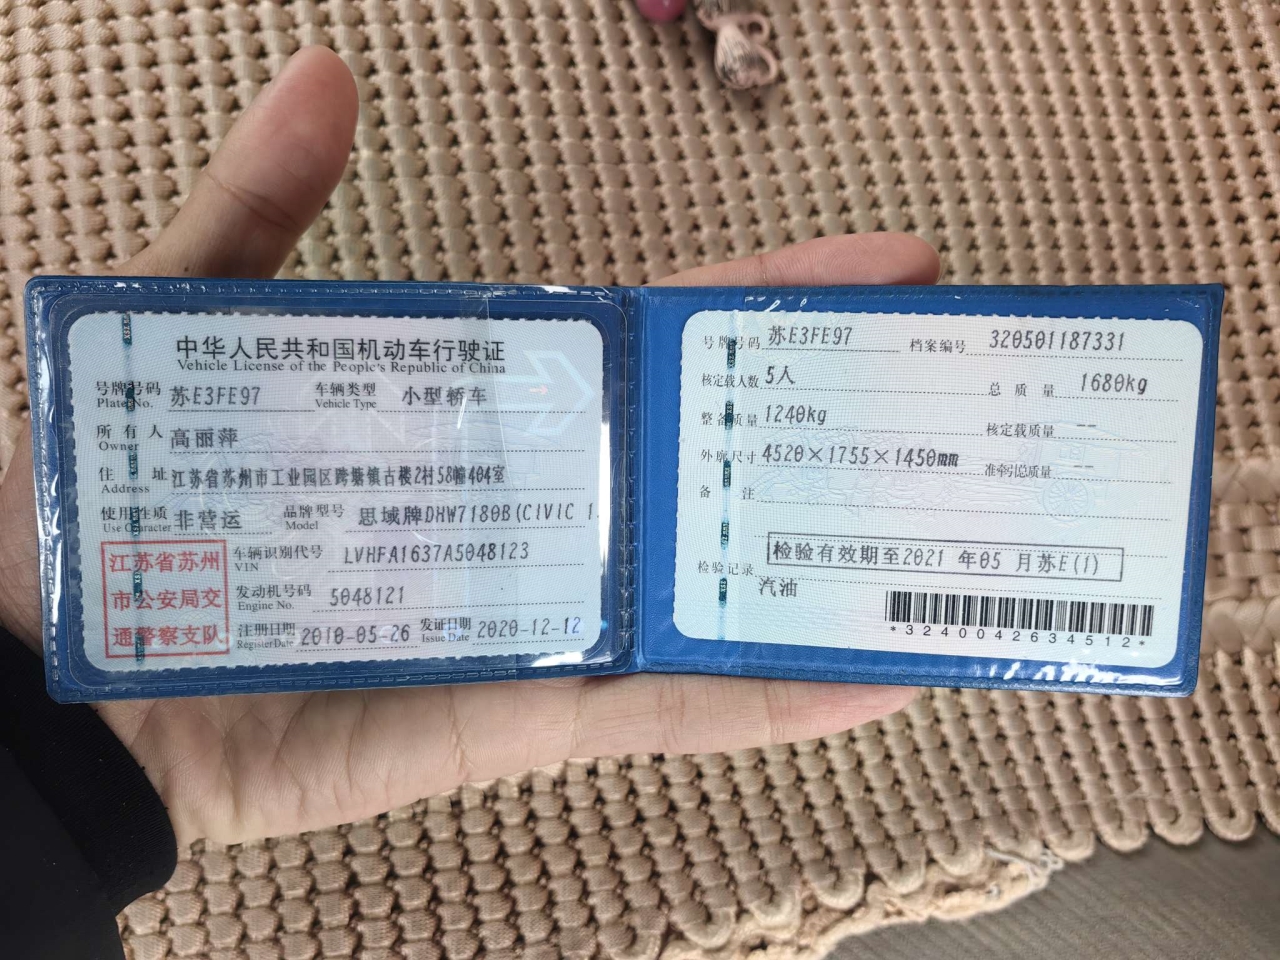 中华人民共和国机动车行驶证
Vehicle License of the People's Republic of China
号牌号码 苏E3FE97 车辆类型 小型轿车
Plate No. Vehicle Type
所有人 高丽萍
Owner
住址 江苏省苏州市工业园区跨塘镇古楼2村58幢404室
Address
使用性质 非营运 品牌型号 思域牌DHW7180B(CIVIC 1.
Use Character Model
江苏省苏州
市公安局交
通警察支队
车辆识别代号 LVHFA1637A5048123
VIN
发动机号码 5048121
Engine No.
注册日期 2010-05-26 发证日期 2020-12-12
Register Date Issue Date
号牌号码 苏E3FE97 档案编号 320501187331
核定载人数 5人 总质量 1680kg
整备质量 1240kg 核定载质量 --
外廓尺寸 4520×1755×1450mm 准牵引总质量 --
备注
检验有效期至2021 年05 月苏E(1)
检验记录
汽油
*3240042634512*